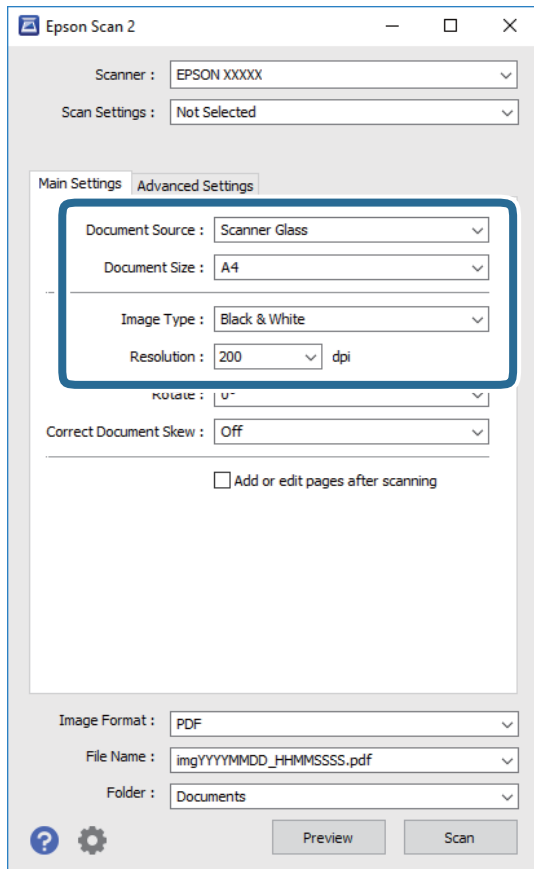 Epson Scan 2
Scanner : EPSON XXXXX
Scan Settings : Not Selected
Main Settings Advanced Settings
Document Source : Scanner Glass
Document Size : A4
Image Type : Black & White
Resolution : 200 dpi
Rotate : 0°
Correct Document Skew : Off
Add or edit pages after scanning
Image Format : PDF
File Name : imgYYYYMMDD_HHMMSSSS.pdf
Folder : Documents
? Preview Scan